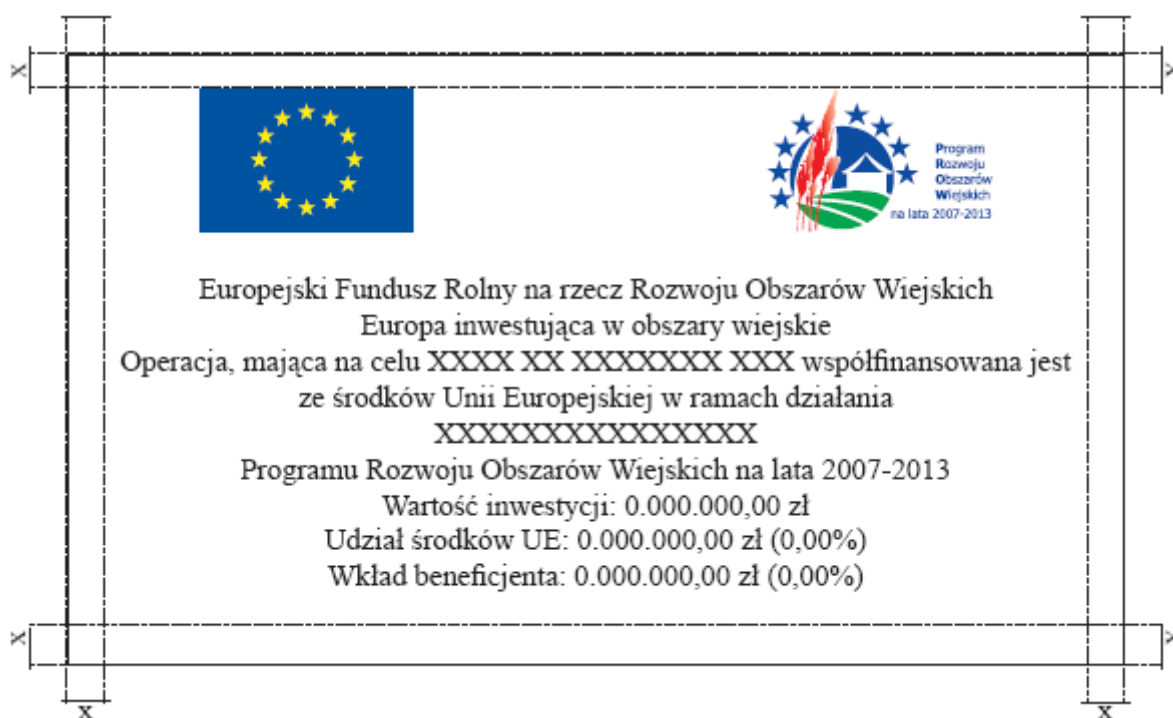 X
Program
Rozwoju
Obszarów
Wiejskich
na lata 2007-2013
Europejski Fundusz Rolny na rzecz Rozwoju Obszarów Wiejskich
Europa inwestująca w obszary wiejskie
Operacja, mająca na celu XXXX XX XXXXXXX XXX współfinansowana jest
ze środków Unii Europejskiej w ramach działania
XXXXXXXXXXXXXXX
Programu Rozwoju Obszarów Wiejskich na lata 2007-2013
Wartość inwestycji: 0.000.000,00 zł
Udział środków UE: 0.000.000,00 zł (0,00%)
Wkład beneficjenta: 0.000.000,00 zł (0,00%)
X
X
X